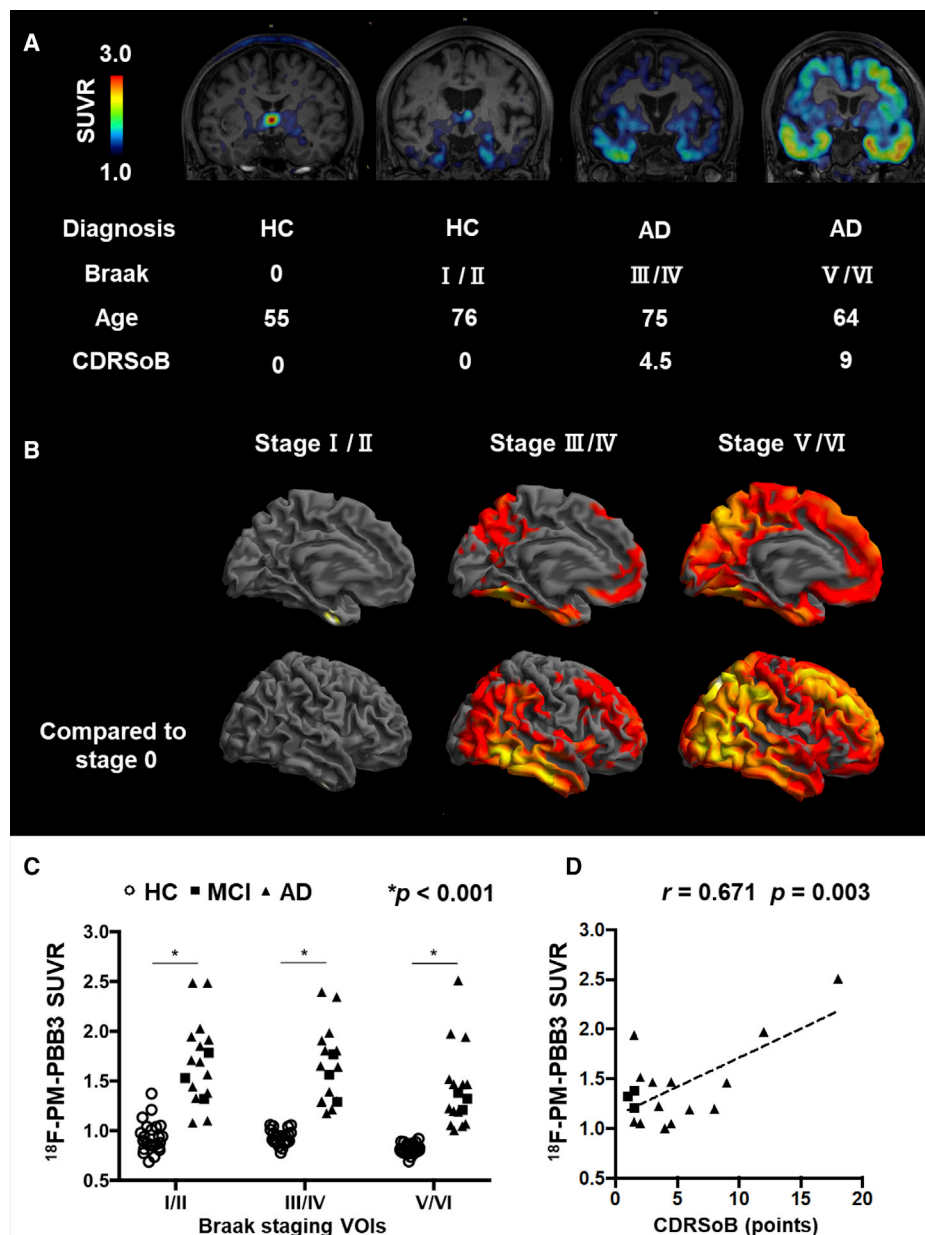 A
3.0
SUVR
1.0
Diagnosis HC HC AD AD
Braak 0 Ⅰ/Ⅱ Ⅲ/Ⅳ Ⅴ/Ⅵ
Age 55 76 75 64
CDRSoB 0 0 4.5 9
B
Stage Ⅰ/Ⅱ Stage Ⅲ/Ⅳ Stage Ⅴ/Ⅵ
Compared to
stage 0
C
HC MCI AD *p < 0.001
¹⁸F-PM-PBB3 SUVR
3.0
2.5
2.0
1.5
1.0
0.5
* * *
I/II III/IV V/VI
Braak staging VOIs
D
r = 0.671 p = 0.003
¹⁸F-PM-PBB3 SUVR
3.0
2.5
2.0
1.5
1.0
0.5
0 5 10 15 20
CDRSoB (points)